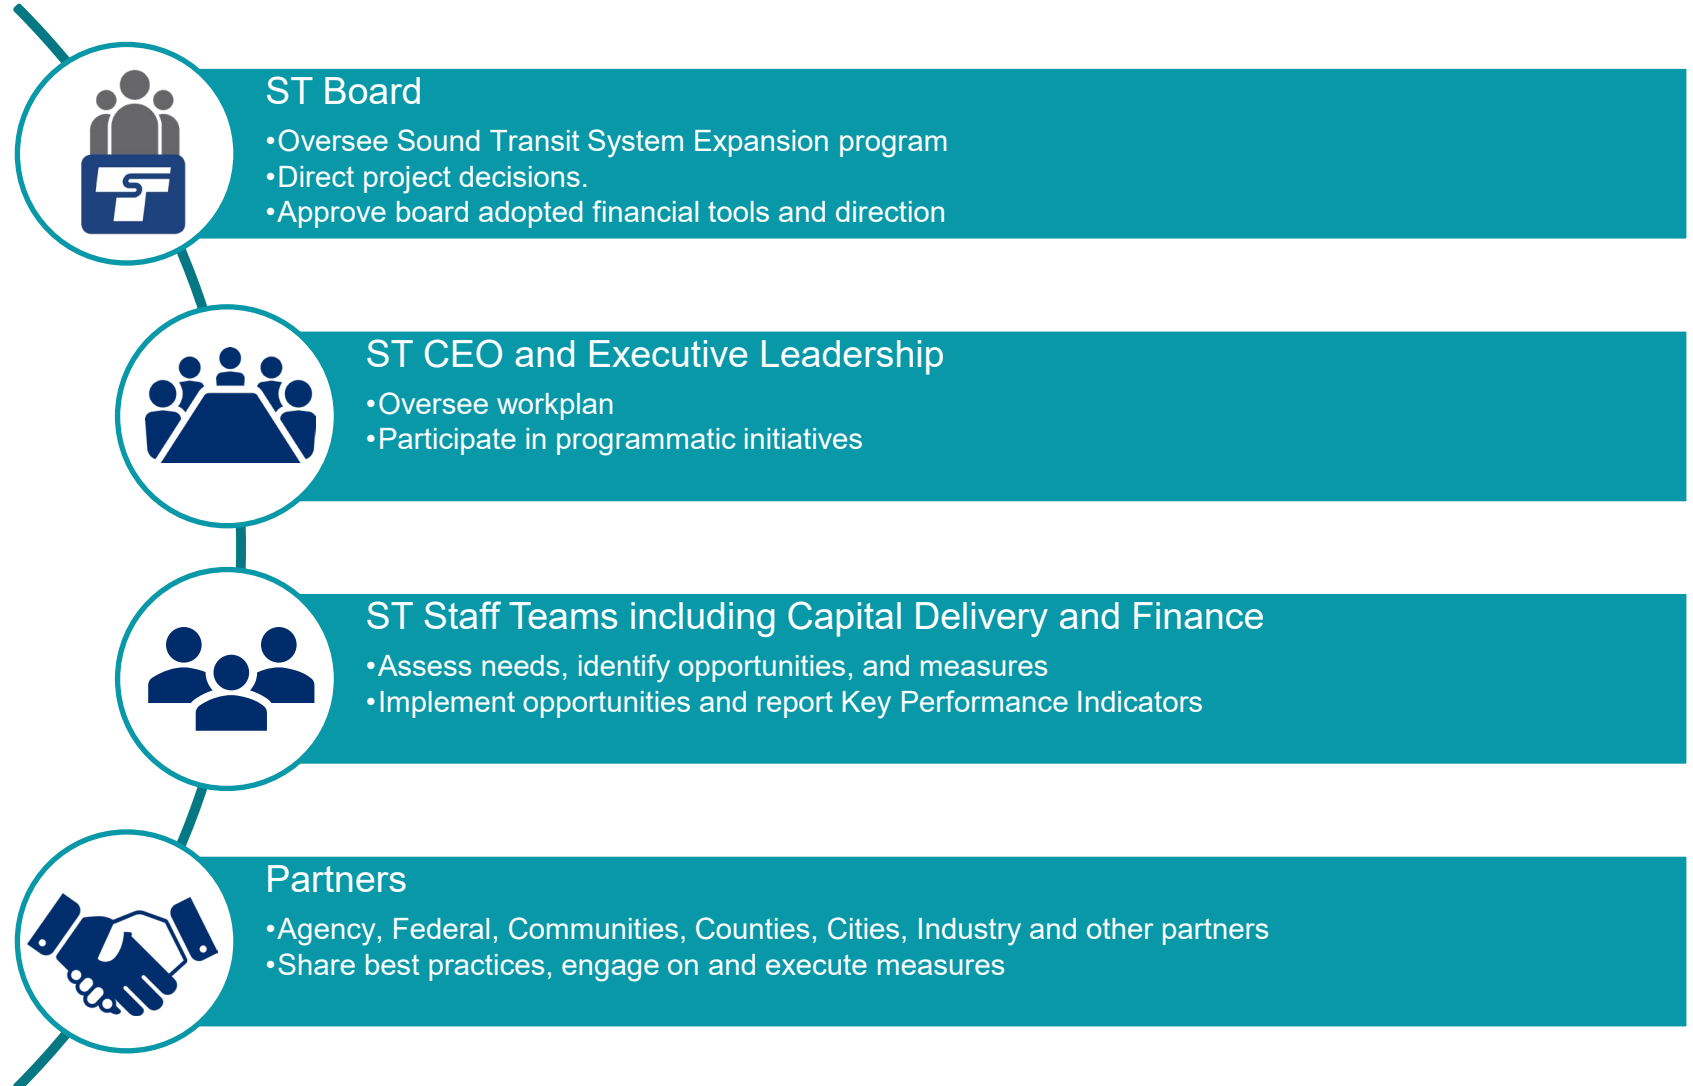 ST Board
•Oversee Sound Transit System Expansion program
•Direct project decisions.
•Approve board adopted financial tools and direction
ST CEO and Executive Leadership
•Oversee workplan
•Participate in programmatic initiatives
ST Staff Teams including Capital Delivery and Finance
•Assess needs, identify opportunities, and measures
•Implement opportunities and report Key Performance Indicators
Partners
•Agency, Federal, Communities, Counties, Cities, Industry and other partners
•Share best practices, engage on and execute measures